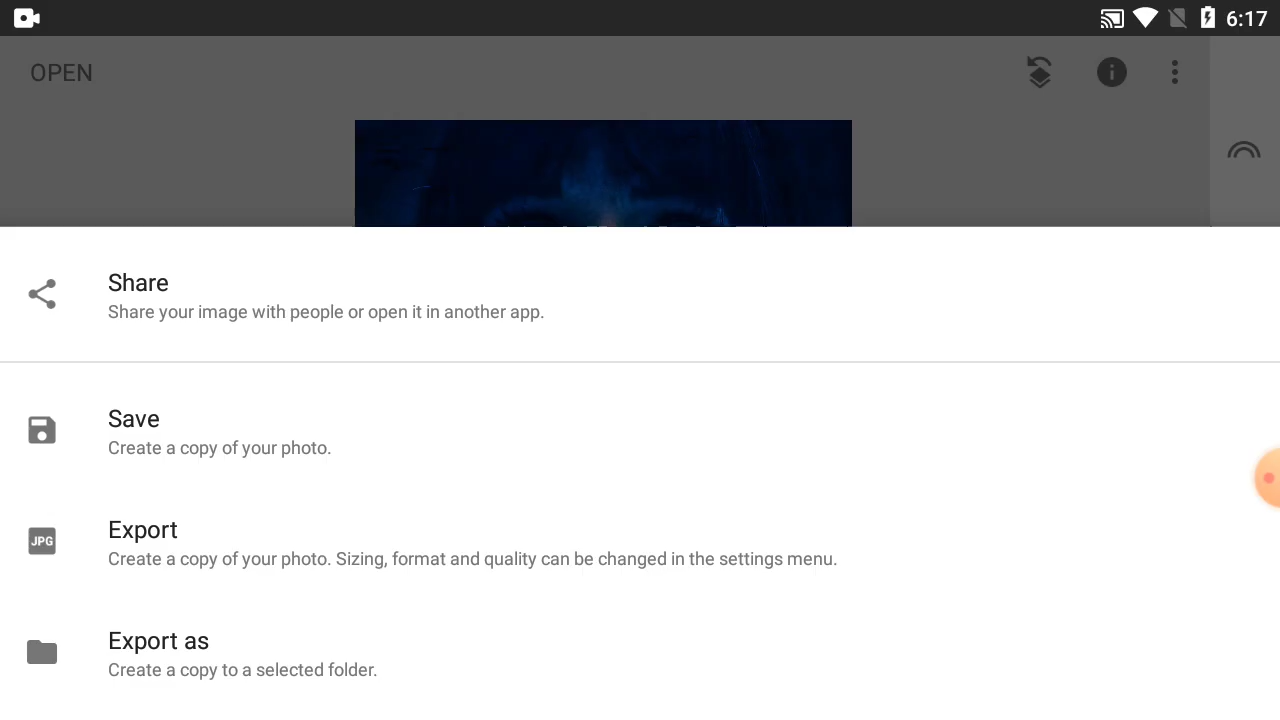 6:17
OPEN
Share
Share your image with people or open it in another app.
Save
Create a copy of your photo.
JPG
Export
Create a copy of your photo. Sizing, format and quality can be changed in the settings menu.
Export as
Create a copy to a selected folder.